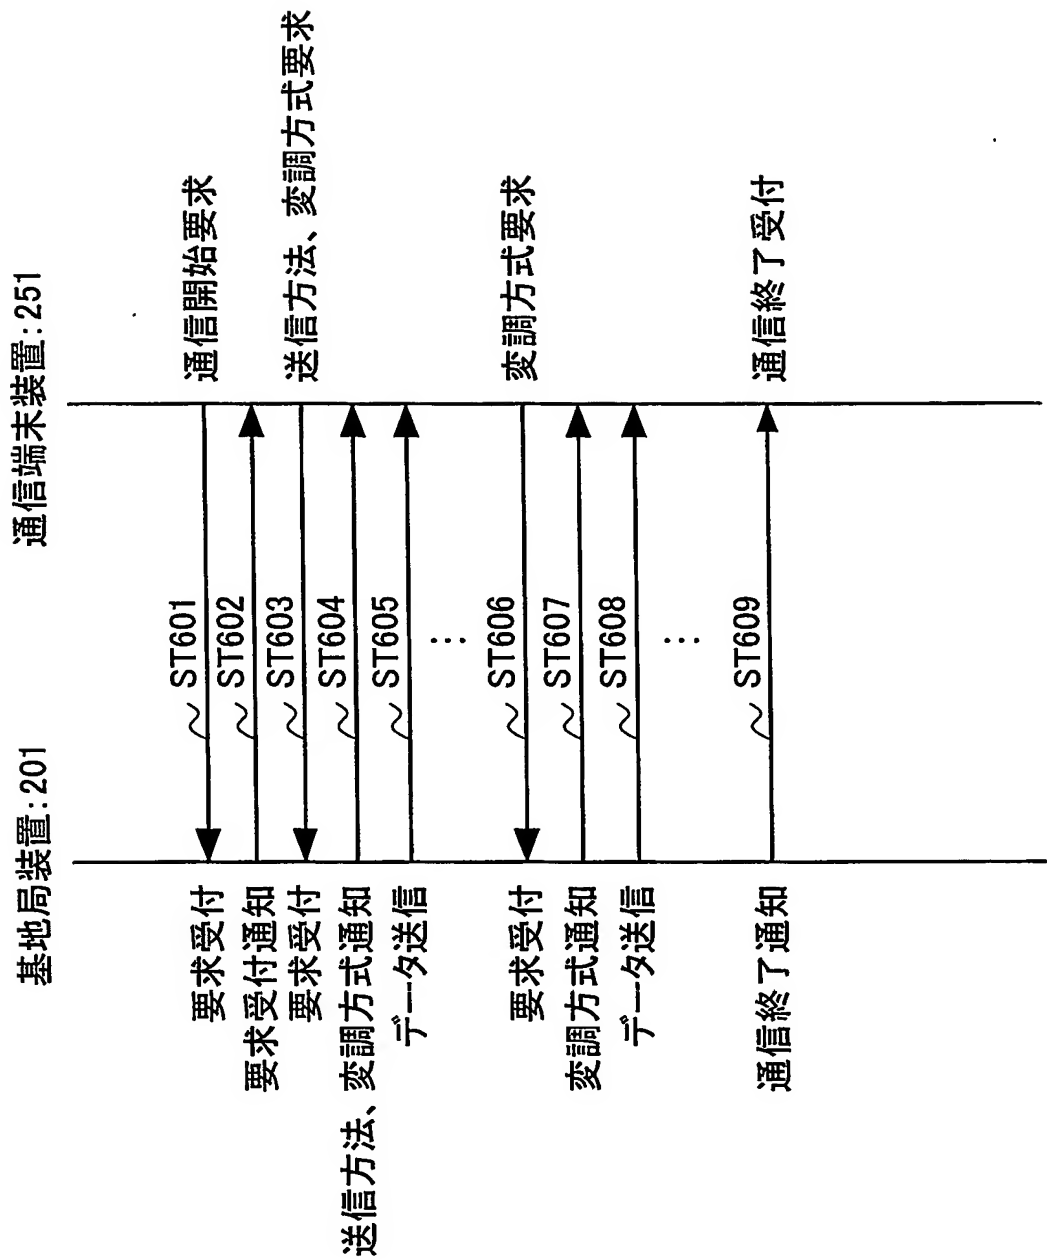 基地局装置:201
通信端末装置:251
要求受付
ST601
通信開始要求
要求受付通知
ST602
要求受付
ST603
送信方法、変調方式要求
送信方法、変調方式通知
ST604
データ送信
ST605
…
要求受付
ST606
変調方式要求
変調方式通知
ST607
データ送信
ST608
…
通信終了通知
ST609
通信終了受付